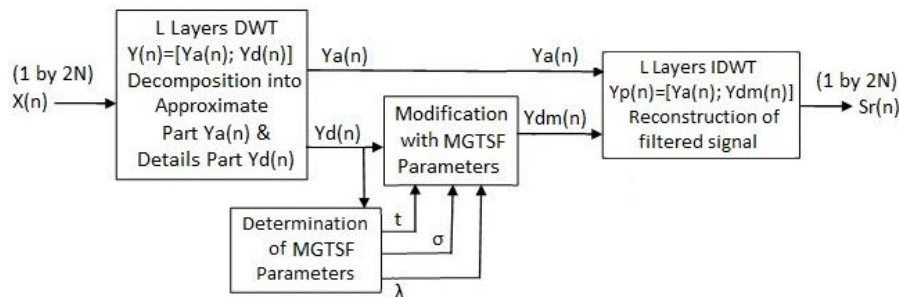 L Layers DWT
Y(n)=[Ya(n); Yd(n)]
Decomposition into
Approximate
Part Ya(n) &
Details Part Yd(n)
(1 by 2N)
X(n)
Ya(n)
Ya(n)
Yd(n)
Modification
with MGTSF
Parameters
Ydm(n)
L Layers IDWT
Yp(n)=[Ya(n); Ydm(n)]
Reconstruction of
filtered signal
(1 by 2N)
Sr(n)
Determination
of MGTSF
Parameters
t
σ
λ